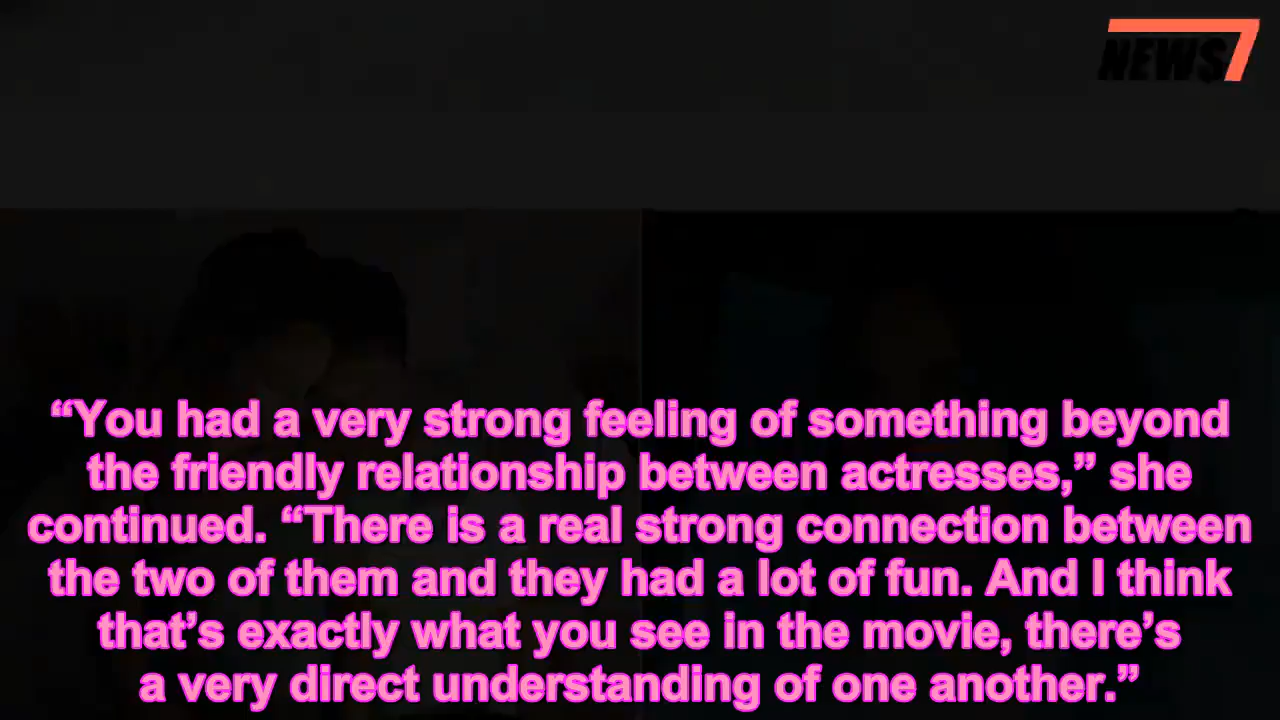 NEWS7
“You had a very strong feeling of something beyond
the friendly relationship between actresses,” she
continued. “There is a real strong connection between
the two of them and they had a lot of fun. And I think
that’s exactly what you see in the movie, there’s
a very direct understanding of one another.”